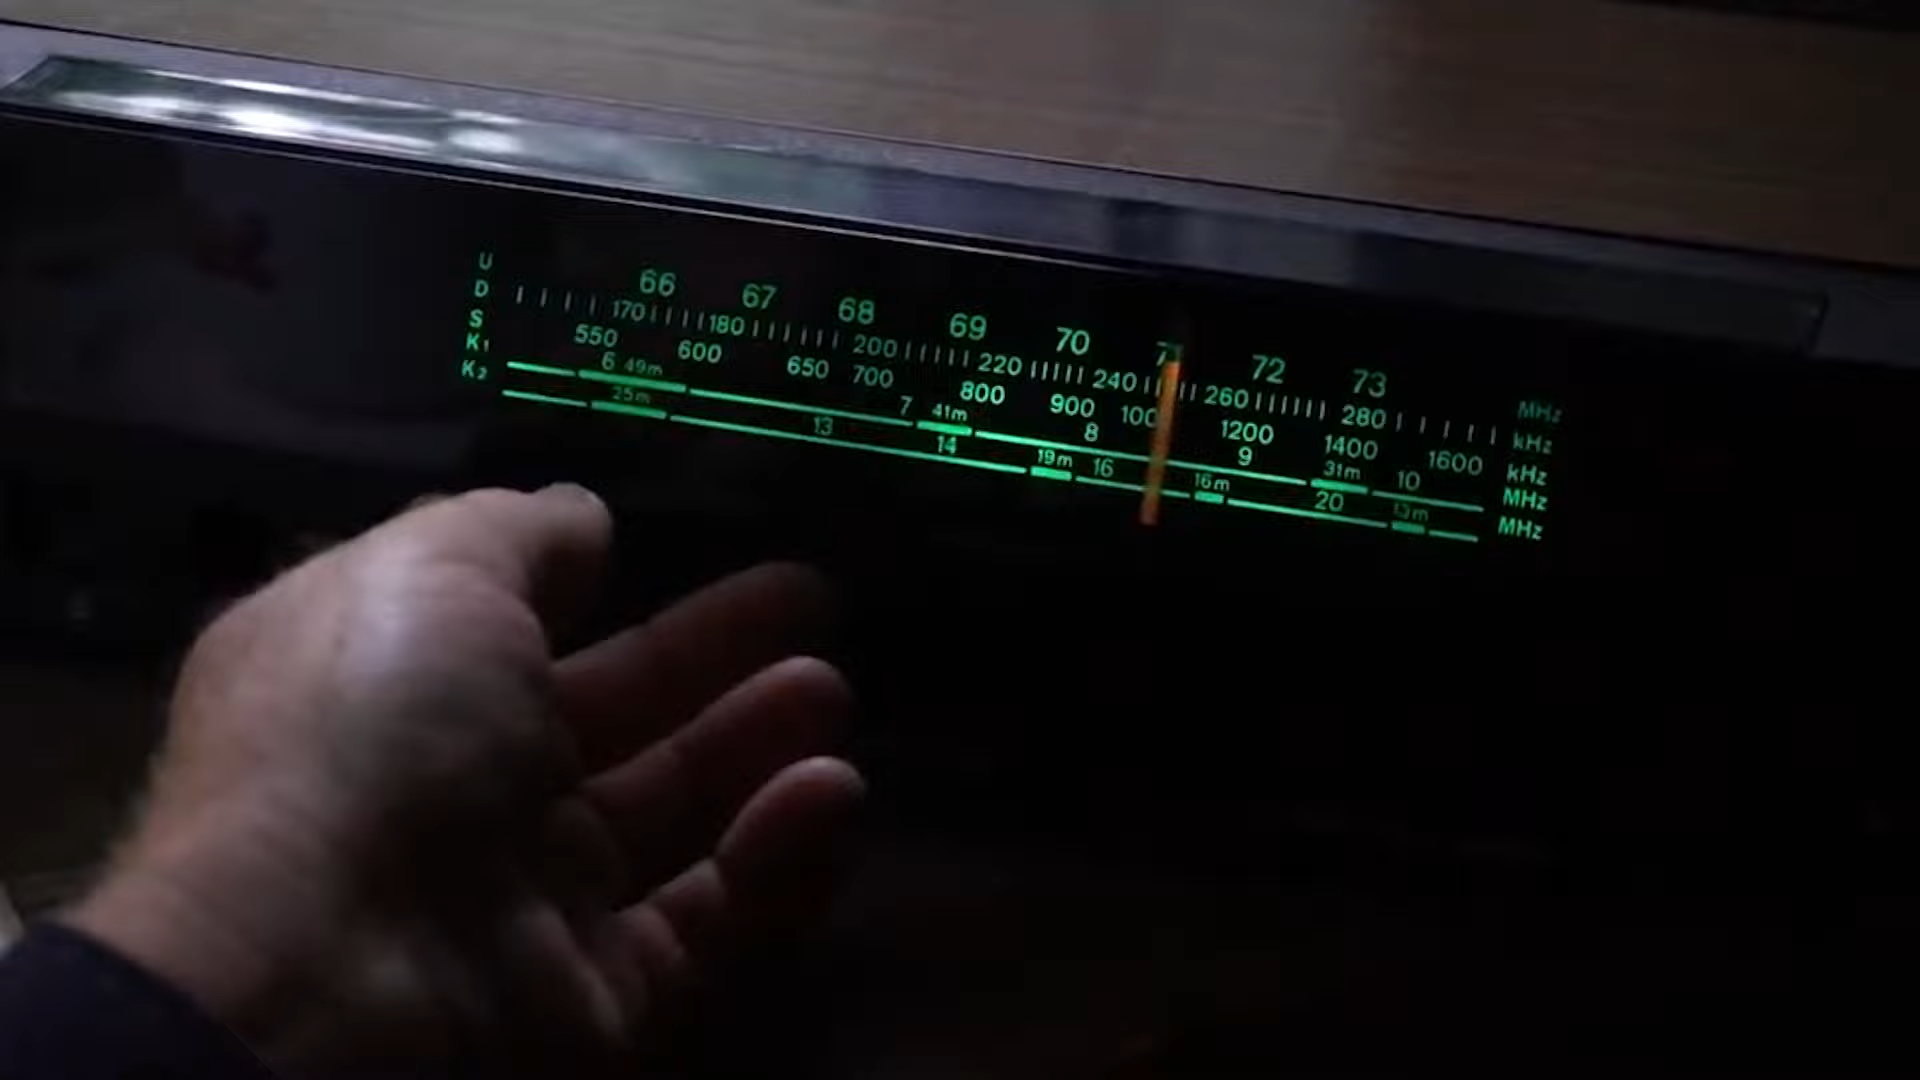 U 66 67 68 69 70 71 72 73 MHz
D 170 180 200 220 240 260 280 kHz
S 550 600 650 700 800 900 100 1200 1400 1600 kHz
K1 6 49m 7 41m 8 9 31m 10 MHz
K2 25m 13 14 19m 16 16m 20 13m MHz